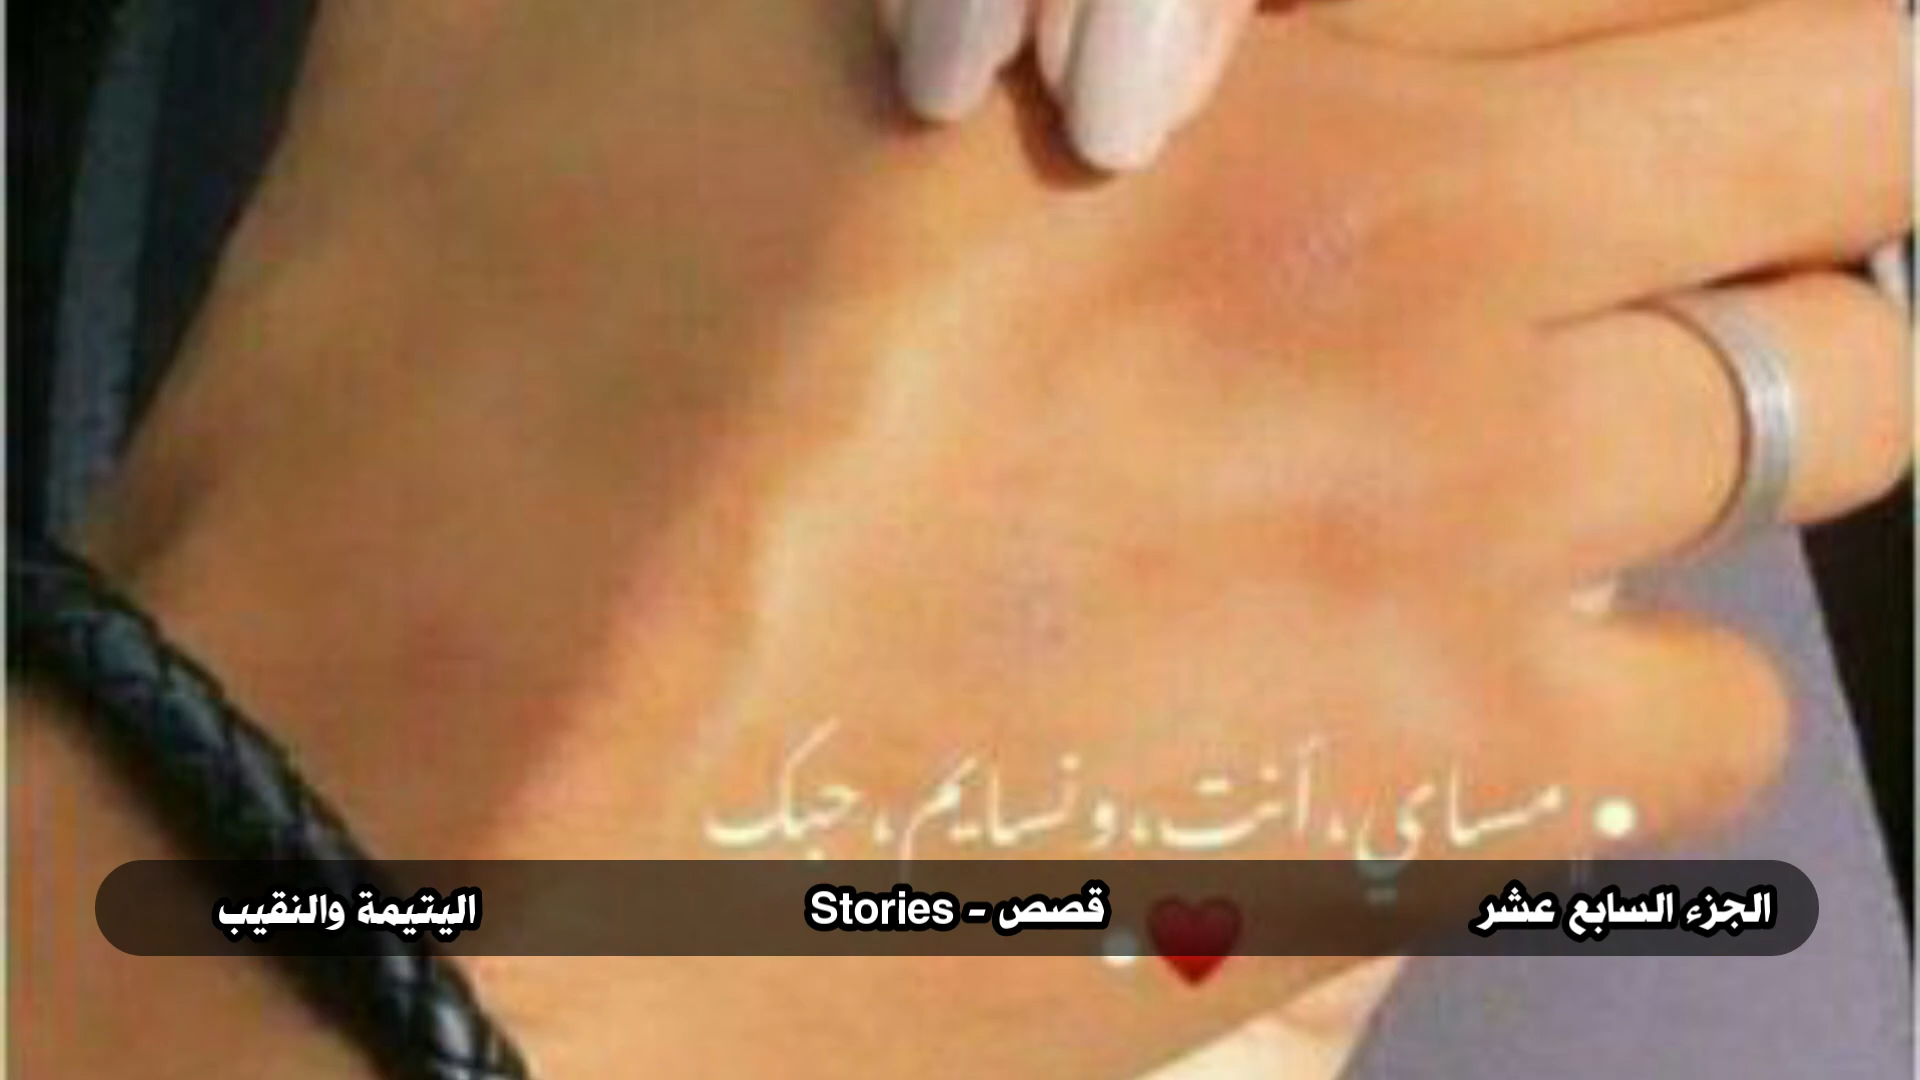 • مساي، أنت، ونسايم، حبك
الجزء السابع عشر
قصص - Stories
اليتيمة والنقيب